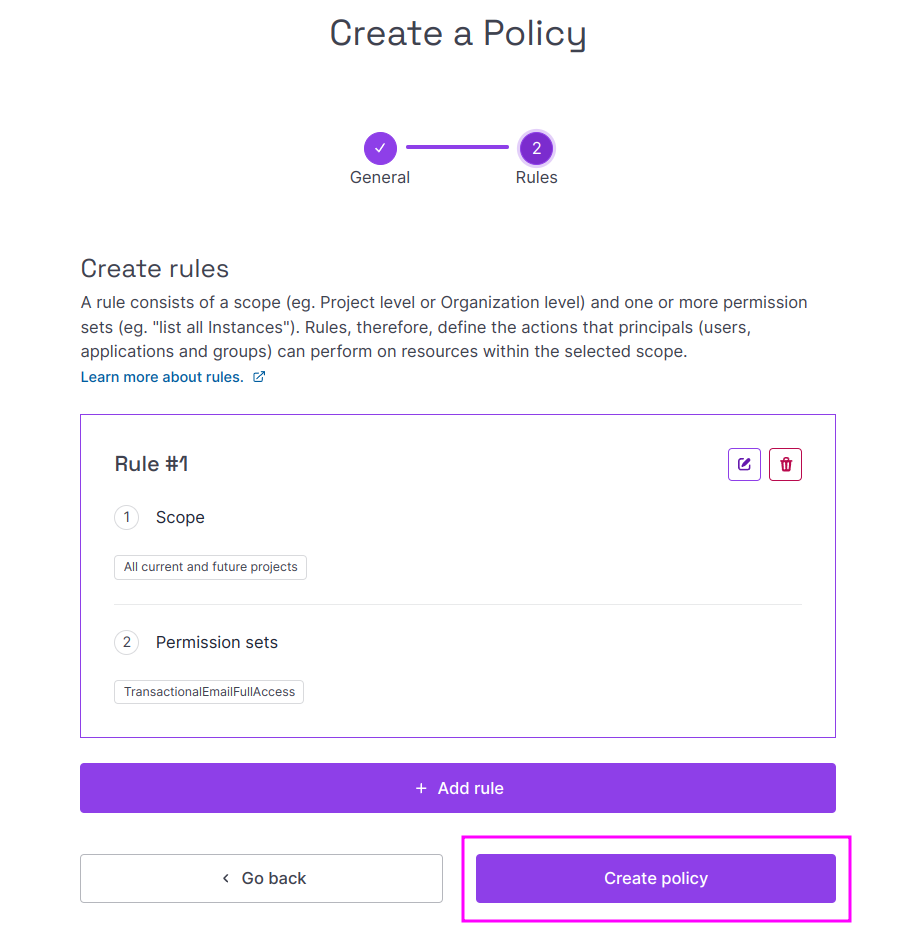 Create a Policy
2
General
Rules
Create rules
A rule consists of a scope (eg. Project level or Organization level) and one or more permission
sets (eg. "list all Instances"). Rules, therefore, define the actions that principals (users,
applications and groups) can perform on resources within the selected scope.
Learn more about rules.
Rule #1
1 Scope
All current and future projects
2 Permission sets
TransactionalEmailFullAccess
+ Add rule
Go back
Create policy